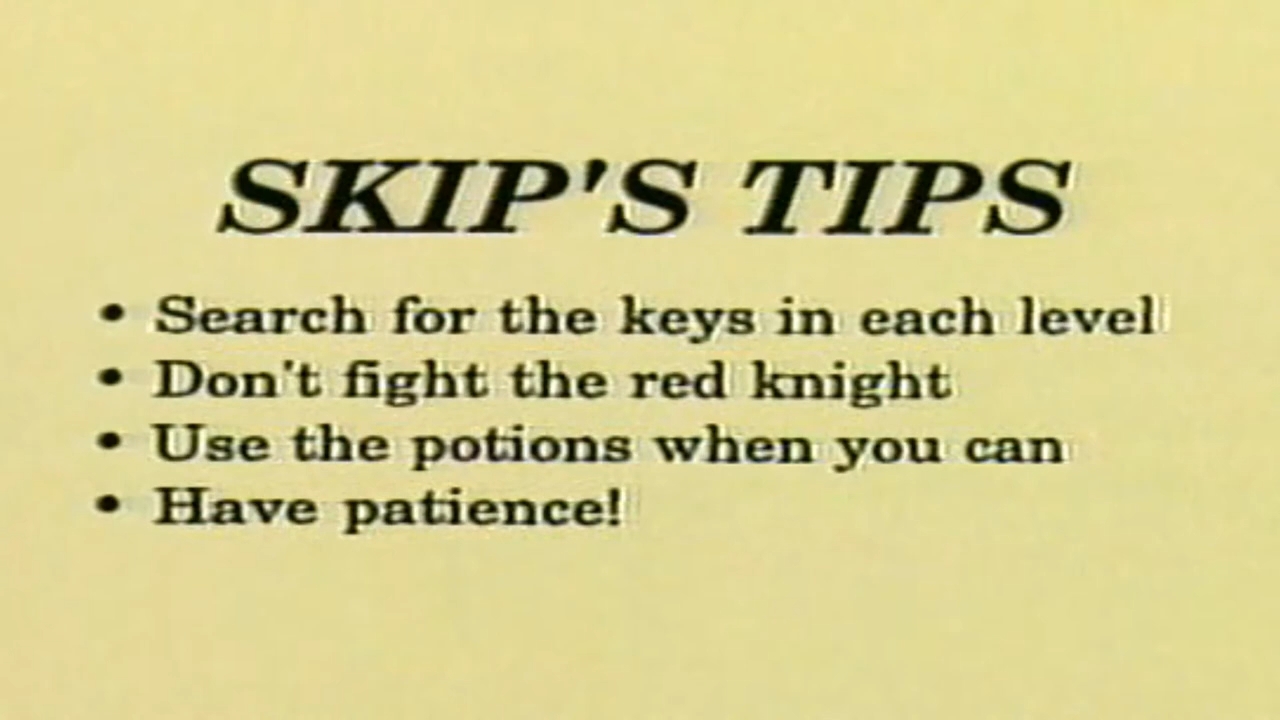 SKIP'S TIPS
• Search for the keys in each level
• Don't fight the red knight
• Use the potions when you can
• Have patience!